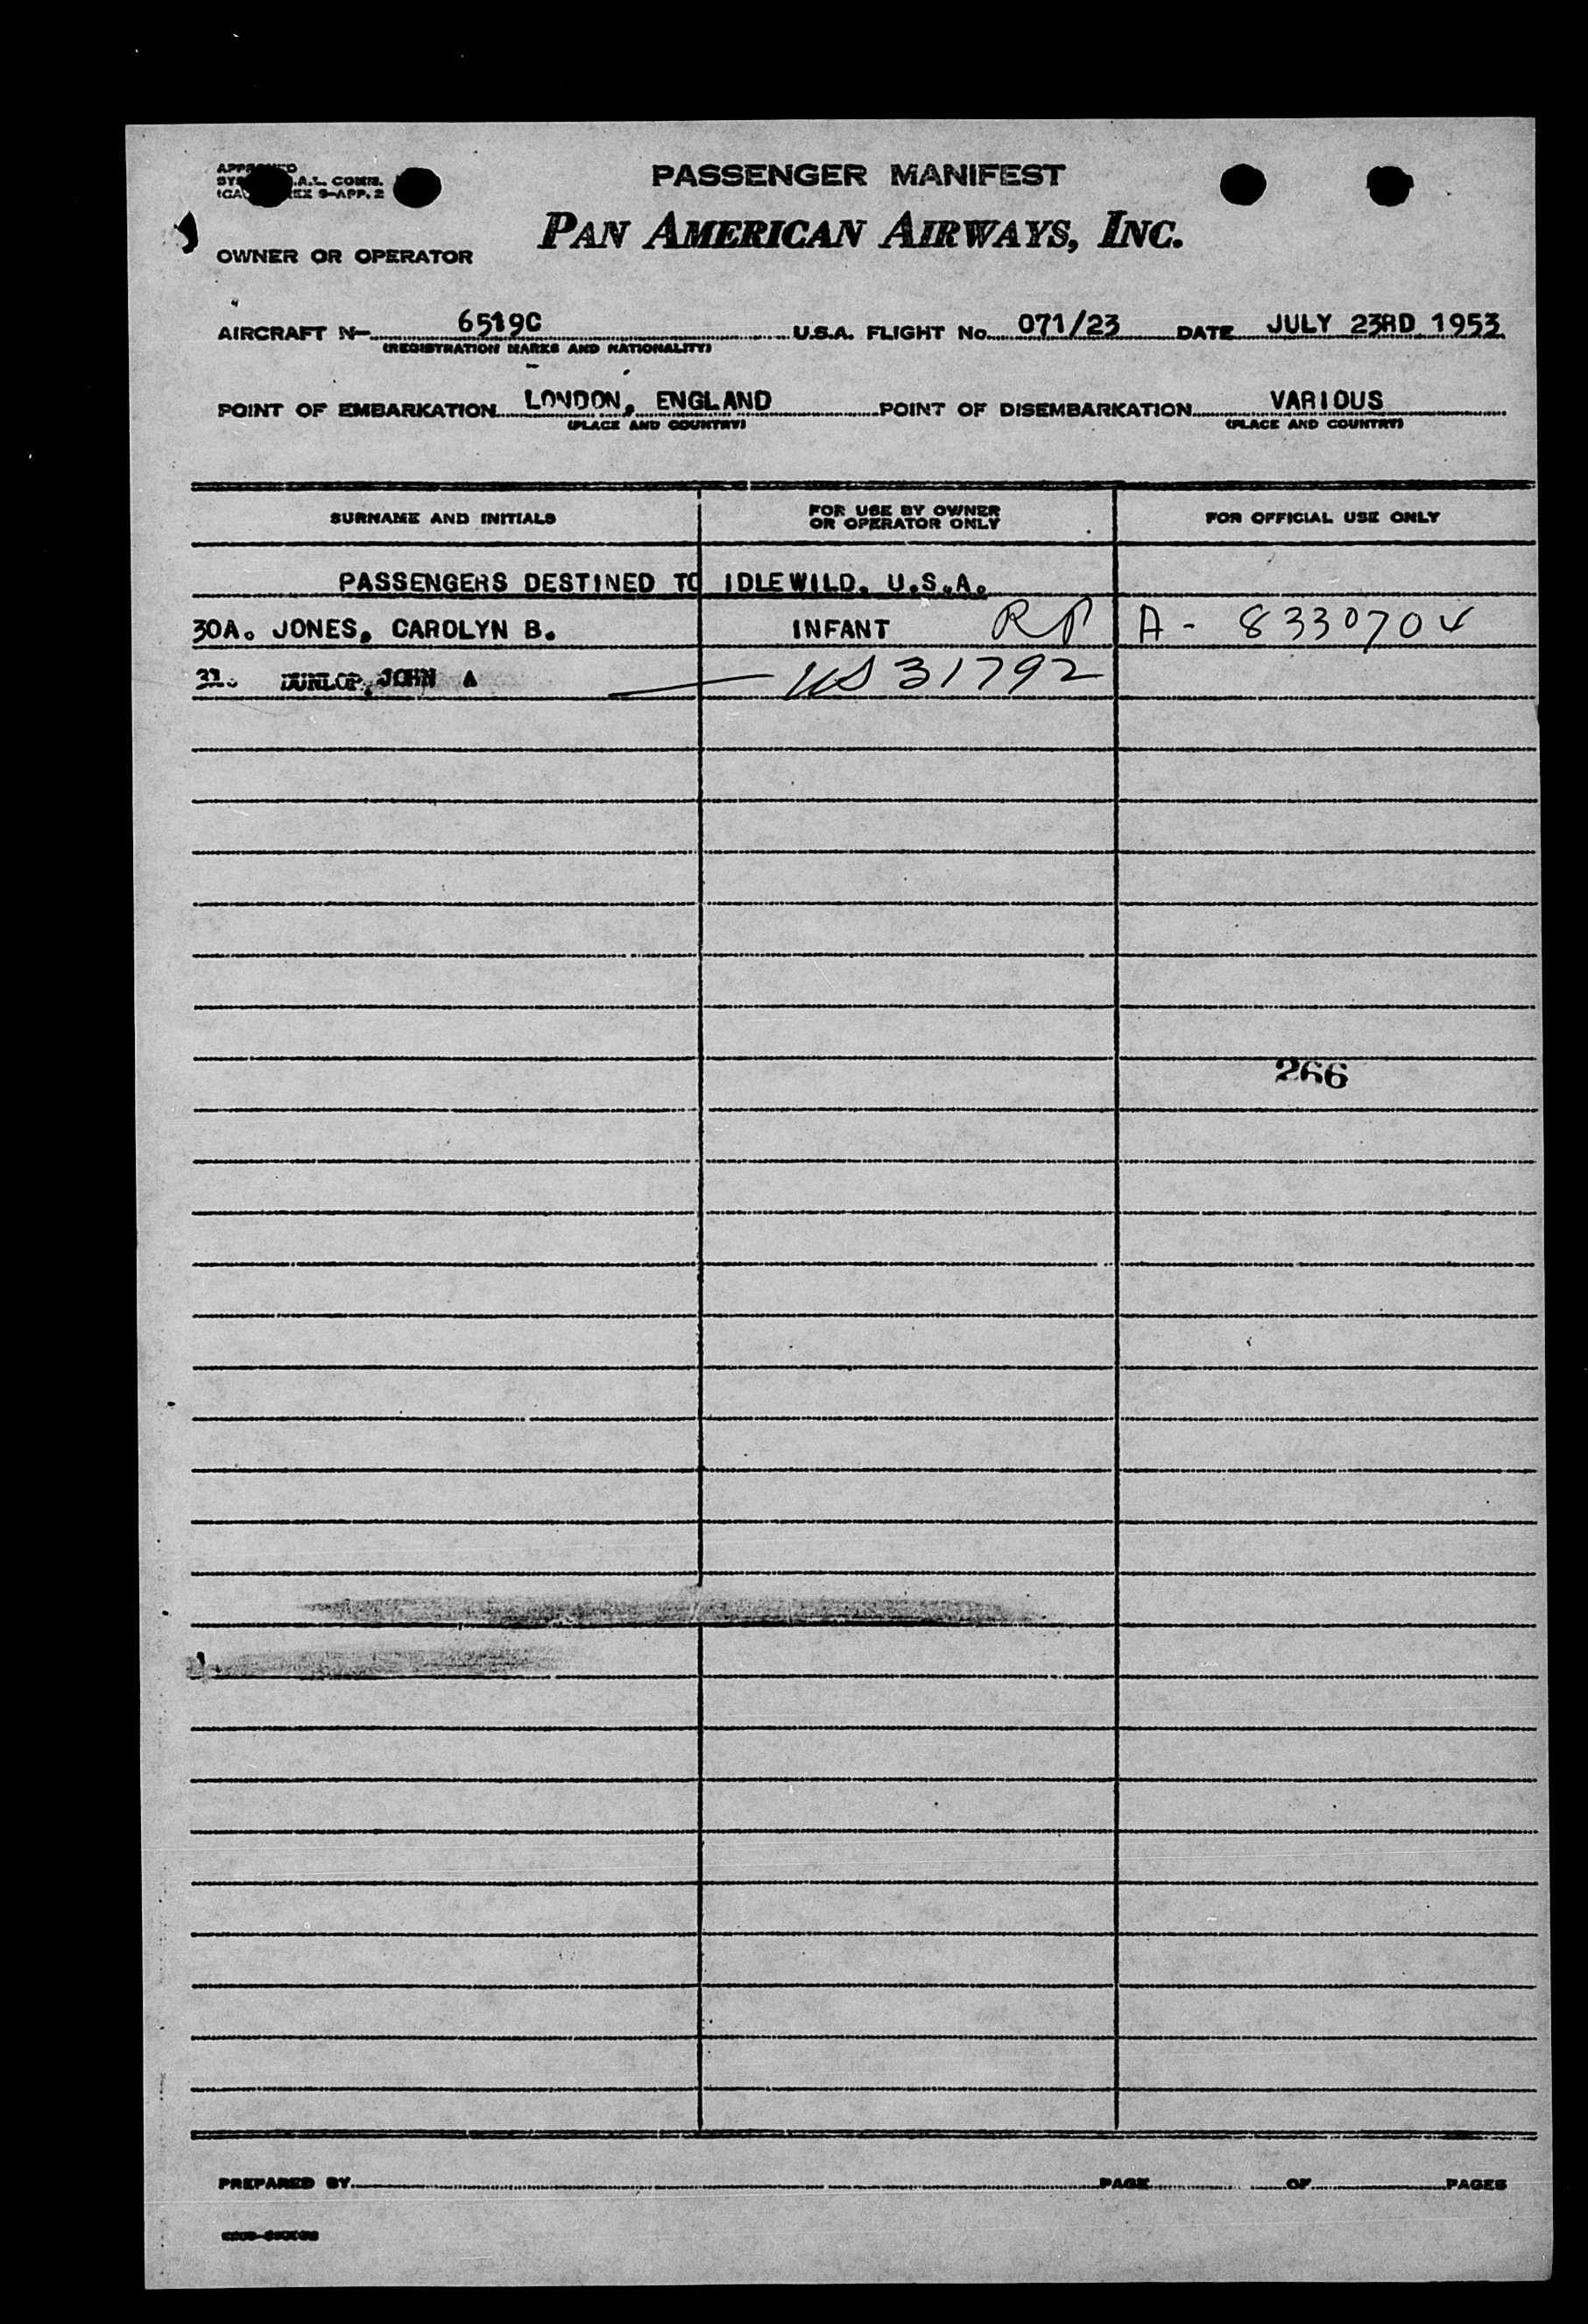 PASSENGER MANIFEST
PAN AMERICAN AIRWAYS, INC.
OWNER OR OPERATOR
AIRCRAFT N- 6519C U.S.A. FLIGHT No. 071/23 DATE JULY 23RD 1953
(REGISTRATION MARKS AND NATIONALITY)
POINT OF EMBARKATION LONDON, ENGLAND POINT OF DISEMBARKATION VARIOUS
(PLACE AND COUNTRY) (PLACE AND COUNTRY)
SURNAME AND INITIALS FOR USE BY OWNER OR OPERATOR ONLY FOR OFFICIAL USE ONLY
PASSENGERS DESTINED TO IDLEWILD, U.S.A.
30A. JONES, CAROLYN B. INFANT RP A- 8330704
31. DUNLOP, JOHN A US 31792
266
PREPARED BY PAGE OF PAGES